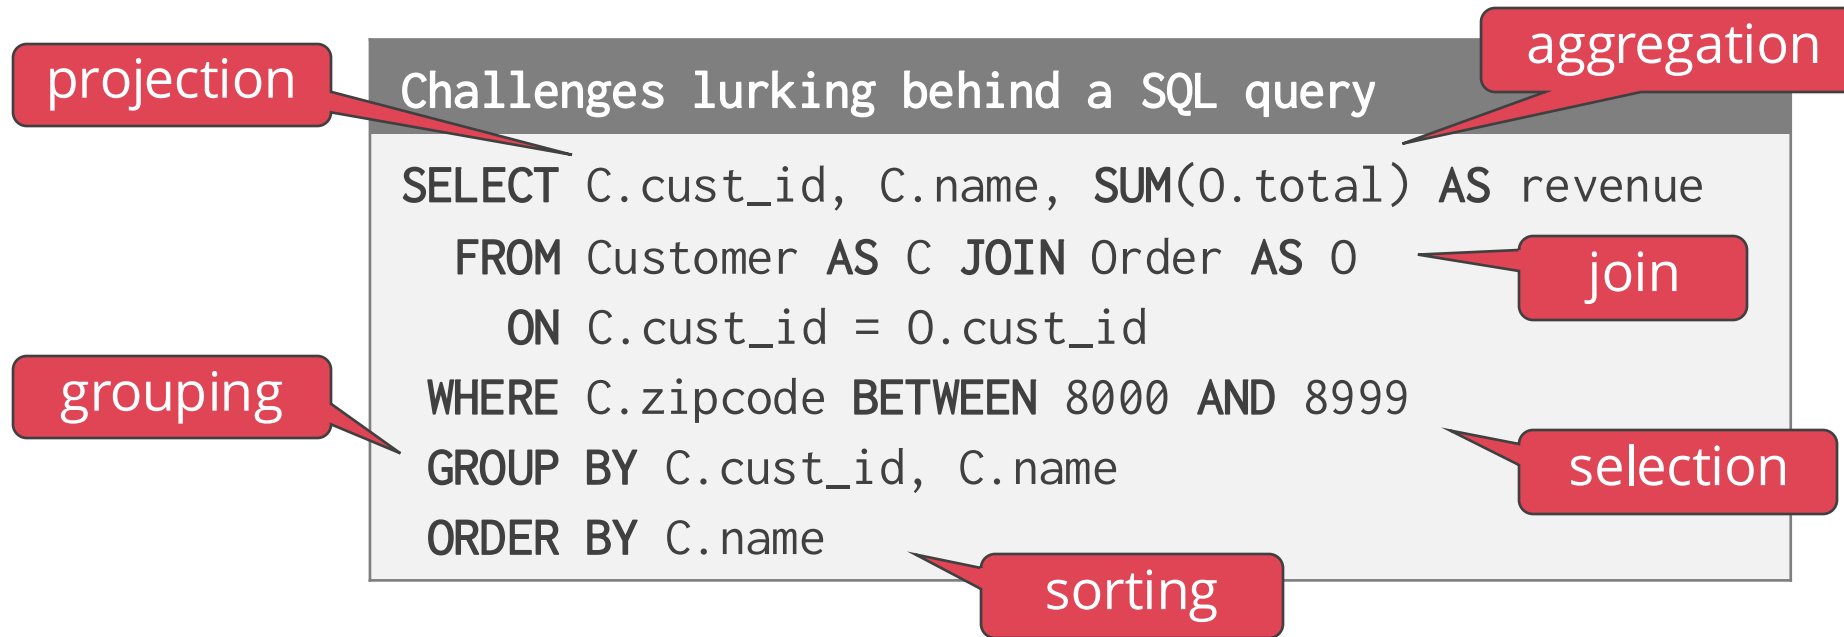 aggregation
projection
Challenges lurking behind a SQL query
SELECT C.cust_id, C.name, SUM(O.total) AS revenue
FROM Customer AS C JOIN Order AS O
join
ON C.cust_id = O.cust_id
grouping
WHERE C.zipcode BETWEEN 8000 AND 8999
GROUP BY C.cust_id, C.name
selection
ORDER BY C.name
sorting